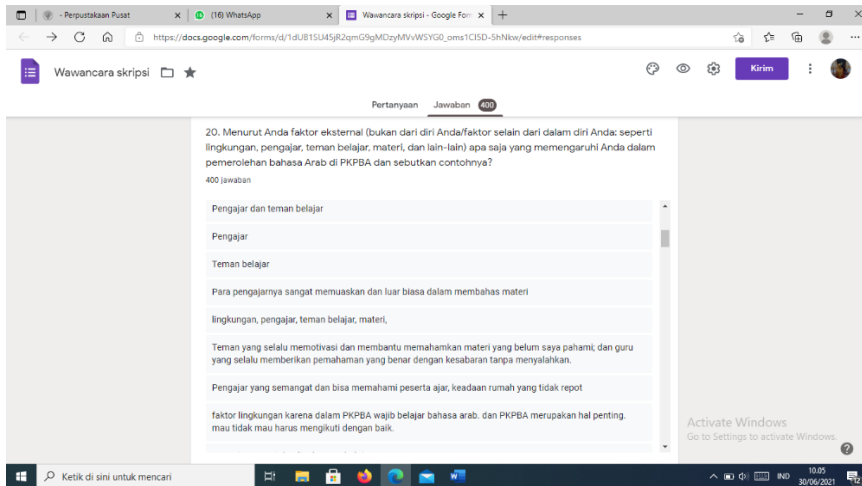 - Perpustakaan Pusat
(16) WhatsApp
Wawancara skripsi - Google Form
https://docs.google.com/forms/d/1dU81SU45jR2qmG9gMDzyMVvWSYG0_oms1CI5D-5hNkw/edit#responses
Wawancara skripsi
Kirim
Pertanyaan Jawaban 400
20. Menurut Anda faktor eksternal (bukan dari diri Anda/faktor selain dari dalam diri Anda: seperti
lingkungan, pengajar, teman belajar, materi, dan lain-lain) apa saja yang memengaruhi Anda dalam
pemerolehan bahasa Arab di PKPBA dan sebutkan contohnya?
400 jawaban
Pengajar dan teman belajar
Pengajar
Teman belajar
Para pengajarnya sangat memuaskan dan luar biasa dalam membahas materi
lingkungan, pengajar, teman belajar, materi,
Teman yang selalu memotivasi dan membantu memahamkan materi yang belum saya pahami; dan guru
yang selalu memberikan pemahaman yang benar dengan kesabaran tanpa menyalahkan.
Pengajar yang semangat dan bisa memahami peserta ajar, keadaan rumah yang tidak repot
faktor lingkungan karena dalam PKPBA wajib belajar bahasa arab. dan PKPBA merupakan hal penting.
mau tidak mau harus mengikuti dengan baik.
Activate Windows
Go to Settings to activate Windows.
Ketik di sini untuk mencari
IND
10.05
30/06/2021